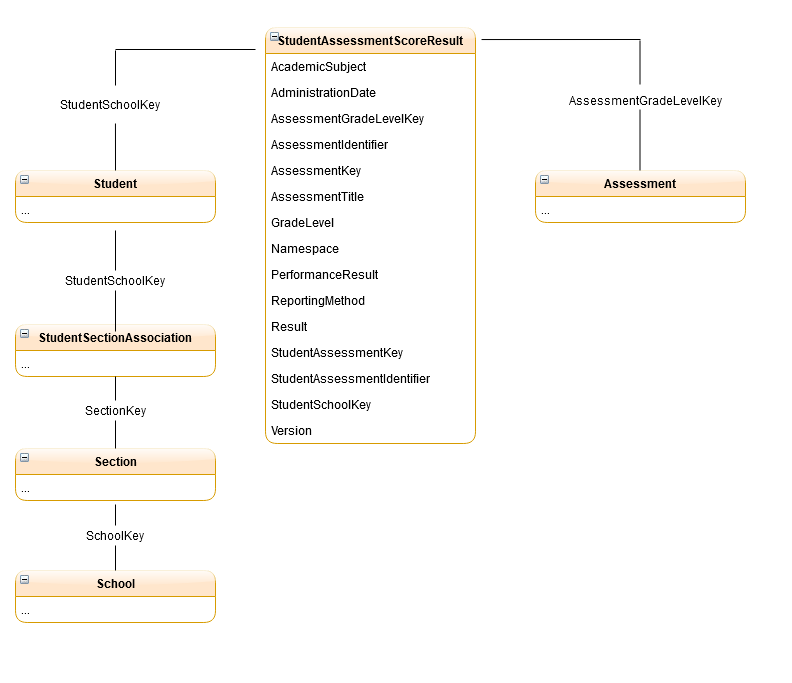 StudentAssessmentScoreResult
AcademicSubject
AdministrationDate
AssessmentGradeLevelKey
AssessmentIdentifier
AssessmentKey
AssessmentTitle
GradeLevel
Namespace
PerformanceResult
ReportingMethod
Result
StudentAssessmentKey
StudentAssessmentIdentifier
StudentSchoolKey
Version
StudentSchoolKey
Student
...
StudentSchoolKey
StudentSectionAssociation
...
SectionKey
Section
...
SchoolKey
School
...
AssessmentGradeLevelKey
Assessment
...